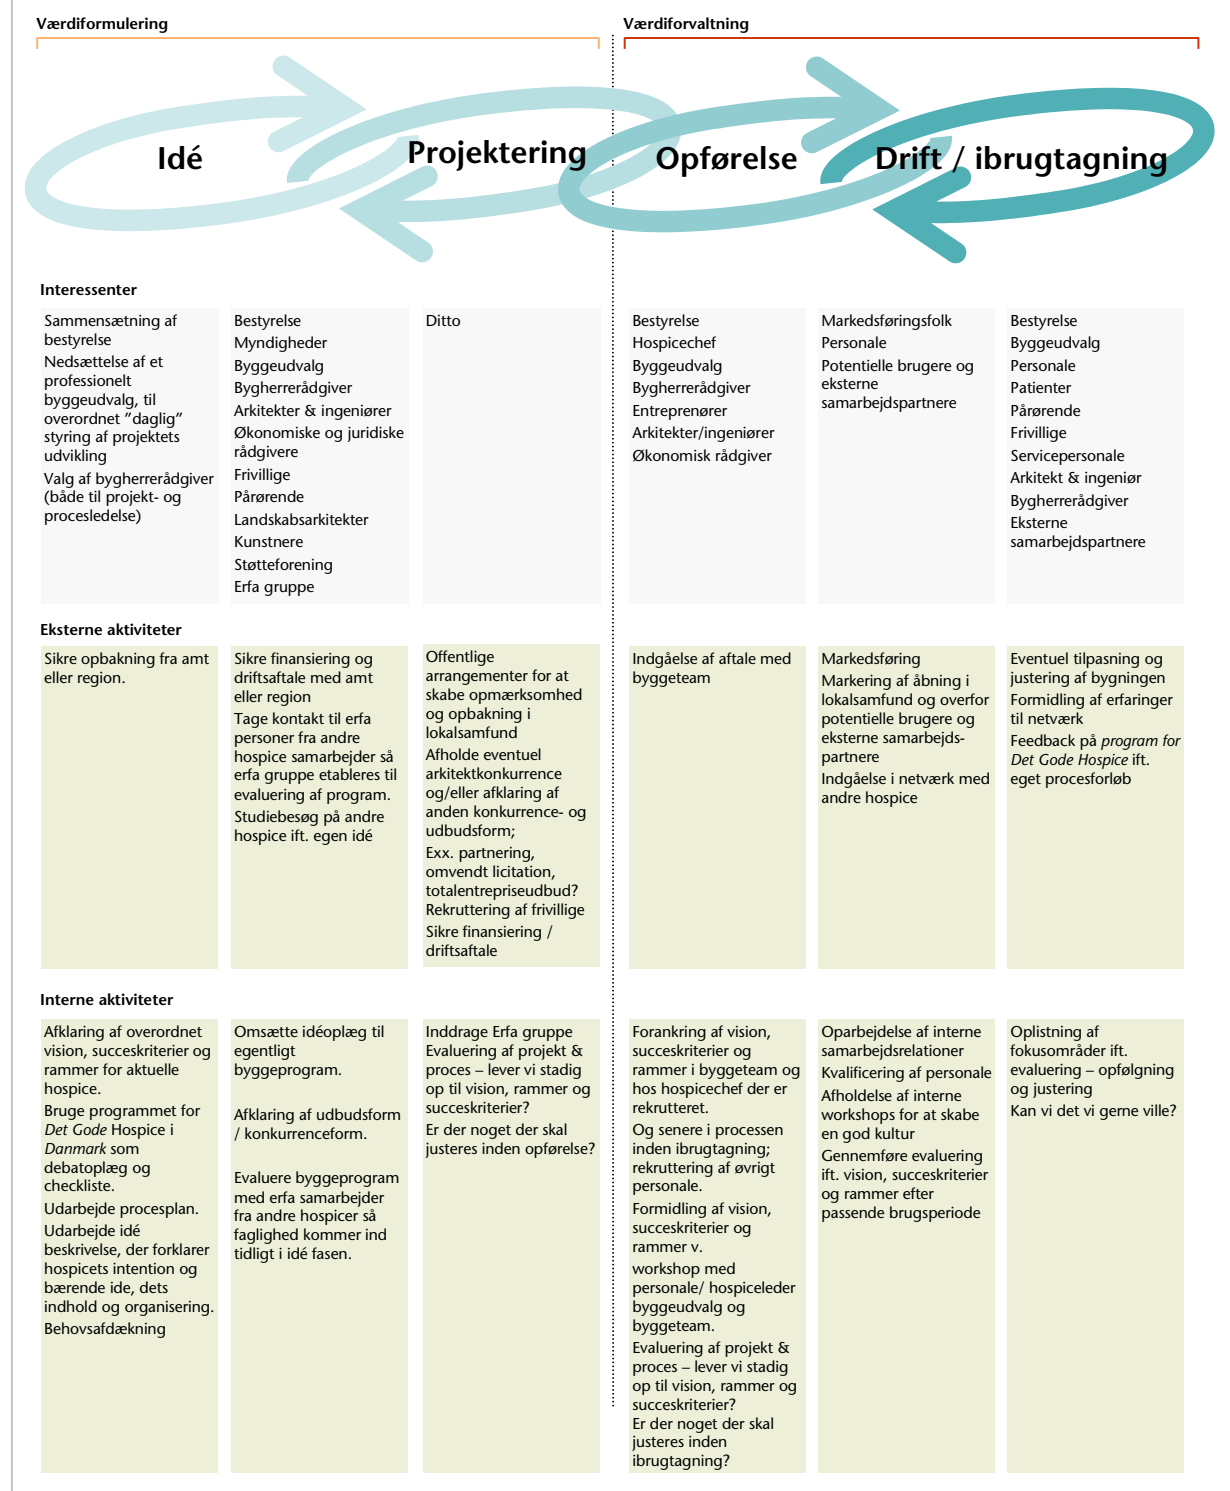 Værdiformulering
Værdiforvaltning
Idé
Projektering
Opførelse
Drift / ibrugtagning
Interessenter
Sammensætning af
bestyrelse
Nedsættelse af et
professionelt
byggeudvalg, til
overordnet ”daglig”
styring af projektets
udvikling
Valg af bygherrerådgiver
(både til projekt- og
procesledelse)
Bestyrelse
Myndigheder
Byggeudvalg
Bygherrerådgiver
Arkitekter & ingeniører
Økonomiske og juridiske
rådgivere
Frivillige
Pårørende
Landskabsarkitekter
Kunstnere
Støtteforening
Erfa gruppe
Ditto
Bestyrelse
Hospicechef
Byggeudvalg
Bygherrerådgiver
Entreprenører
Arkitekter/ingeniører
Økonomisk rådgiver
Markedsføringsfolk
Personale
Potentielle brugere og
eksterne
samarbejdspartnere
Bestyrelse
Byggeudvalg
Personale
Patienter
Pårørende
Frivillige
Servicepersonale
Arkitekt & ingeniør
Bygherrerådgiver
Eksterne
samarbejdspartnere
Eksterne aktiviteter
Sikre opbakning fra amt
eller region.
Sikre finansiering og
driftsaftale med amt
eller region
Tage kontakt til erfa
personer fra andre
hospice samarbejder så
erfa gruppe etableres til
evaluering af program.
Studiebesøg på andre
hospice ift. egen idé
Offentlige
arrangementer for at
skabe opmærksomhed
og opbakning i
lokalsamfund
Afholde eventuel
arkitektkonkurrence
og/eller afklaring af
anden konkurrence- og
udbudsform;
Exx. partnering,
omvendt licitation,
totalentrepriseudbud?
Rekruttering af frivillige
Sikre finansiering /
driftsaftale
Indgåelse af aftale med
byggeteam
Markedsføring
Markering af åbning i
lokalsamfund og overfor
potentielle brugere og
eksterne samarbejds-
partnere
Indgåelse i netværk med
andre hospice
Eventuel tilpasning og
justering af bygningen
Formidling af erfaringer
til netværk
Feedback på program for
Det Gode Hospice ift.
eget procesforløb
Interne aktiviteter
Afklaring af overordnet
vision, succeskriterier og
rammer for aktuelle
hospice.
Bruge programmet for
Det Gode Hospice i
Danmark som
debatoplæg og
checkliste.
Udarbejde procesplan.
Udarbejde idé
beskrivelse, der forklarer
hospicets intention og
bærende ide, dets
indhold og organisering.
Behovsafdækning
Omsætte idéoplæg til
egentligt
byggeprogram.
Afklaring af udbudsform
/ konkurrenceform.
Evaluere byggeprogram
med erfa samarbejder
fra andre hospicer så
faglighed kommer ind
tidligt i idé fasen.
Inddrage Erfa gruppe
Evaluering af projekt &
proces – lever vi stadig
op til vision, rammer og
succeskriterier?
Er der noget der skal
justeres inden opførelse?
Forankring af vision,
succeskriterier og
rammer i byggeteam og
hos hospicechef der er
rekrutteret.
Og senere i processen
inden ibrugtagning;
rekruttering af øvrigt
personale.
Formidling af vision,
succeskriterier og
rammer v.
workshop med
personale/ hospiceleder
byggeudvalg og
byggeteam.
Evaluering af projekt &
proces – lever vi stadig
op til vision, rammer og
succeskriterier?
Er der noget der skal
justeres inden
ibrugtagning?
Oparbejdelse af interne
samarbejdsrelationer
Kvalificering af personale
Afholdelse af interne
workshops for at skabe
en god kultur
Gennemføre evaluering
ift. vision, succeskriterier
og rammer efter
passende brugsperiode
Oplistning af
fokusområder ift.
evaluering – opfølgning
og justering
Kan vi det vi gerne ville?